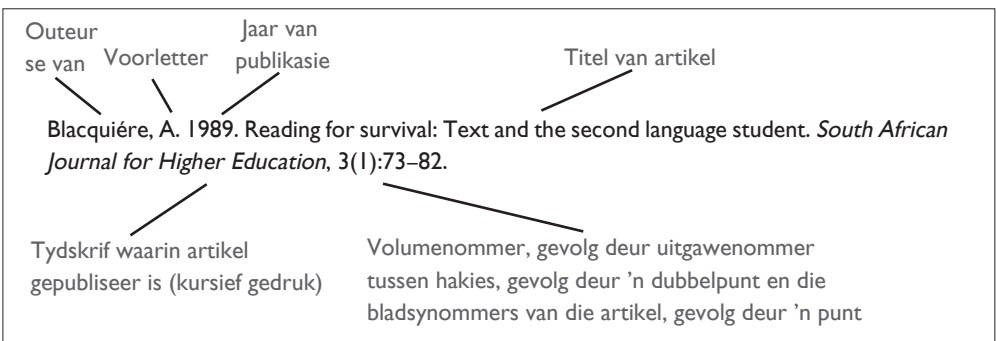 Outeur
se van
Voorletter
Jaar van
publikasie
Titel van artikel
Blacquiére, A. 1989. Reading for survival: Text and the second language student. South African
Journal for Higher Education, 3(1):73–82.
Tydskrif waarin artikel
gepubliseer is (kursief gedruk)
Volumenommer, gevolg deur uitgawenommer
tussen hakies, gevolg deur ’n dubbelpunt en die
bladsynommers van die artikel, gevolg deur ’n punt